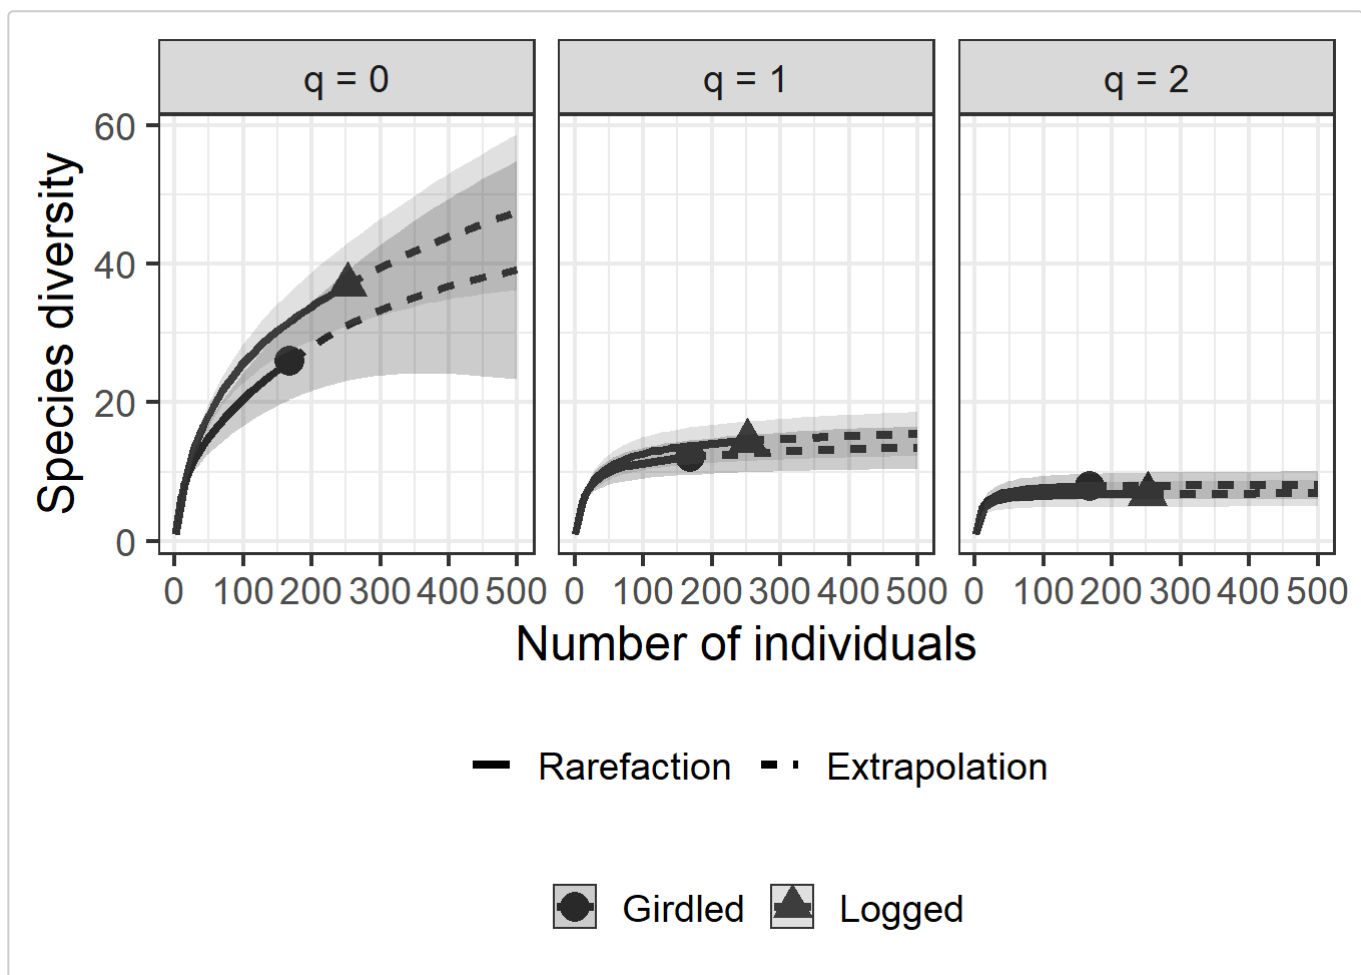 q = 0 q = 1 q = 2
60
40
20
0
Species diversity
0 100 200 300 400 500 0 100 200 300 400 500 0 100 200 300 400 500
Number of individuals
Rarefaction Extrapolation
Girdled Logged